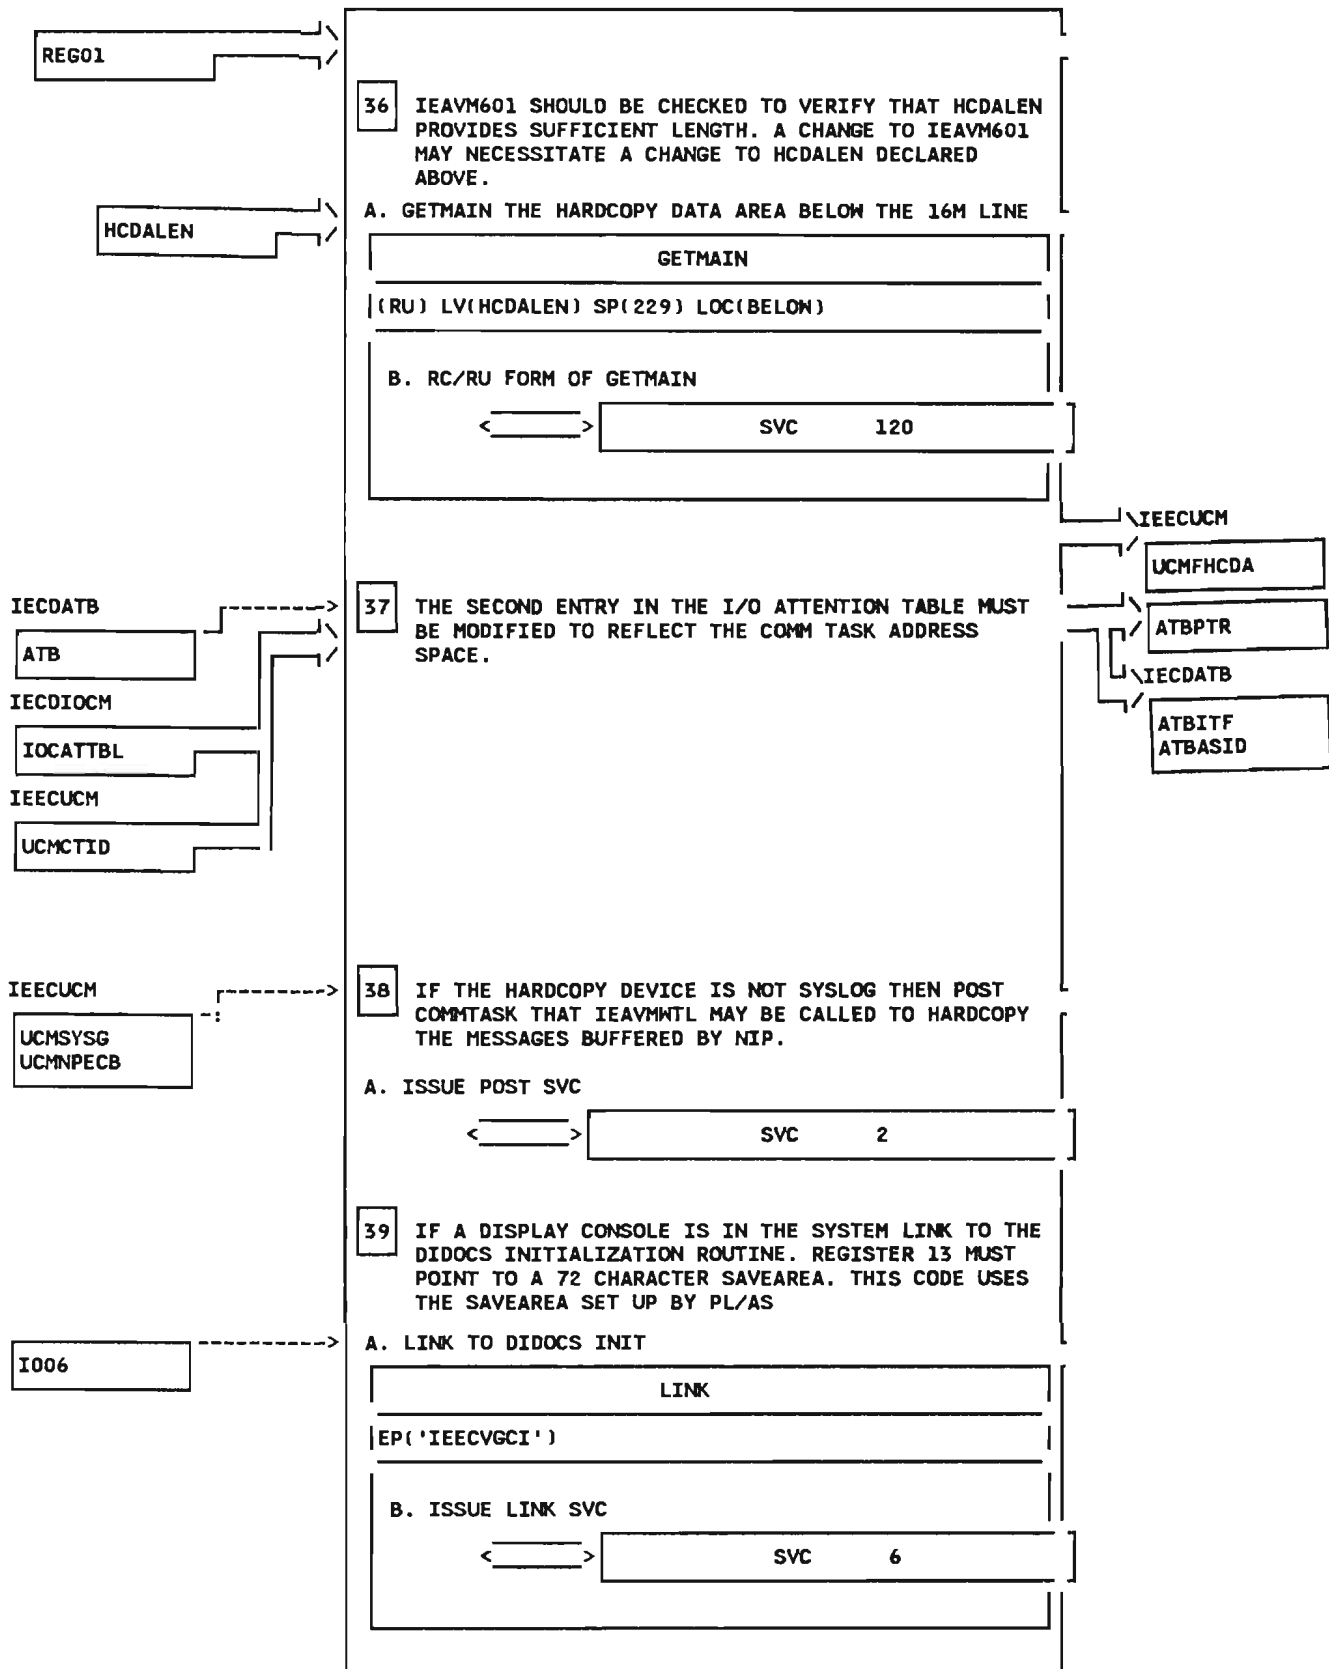 REG01
36 IEAVM601 SHOULD BE CHECKED TO VERIFY THAT HCDALEN
PROVIDES SUFFICIENT LENGTH. A CHANGE TO IEAVM601
MAY NECESSITATE A CHANGE TO HCDALEN DECLARED
ABOVE.
HCDALEN
A. GETMAIN THE HARDCOPY DATA AREA BELOW THE 16M LINE
GETMAIN
(RU) LV(HCDALEN) SP(229) LOC(BELOW)
B. RC/RU FORM OF GETMAIN
SVC 120
IEECUCM
UCMFHCDA
IECDATB
ATB
IECDIOCM
IOCATTBL
IEECUCM
UCMCTID
37 THE SECOND ENTRY IN THE I/O ATTENTION TABLE MUST
BE MODIFIED TO REFLECT THE COMM TASK ADDRESS
SPACE.
ATBPTR
IECDATB
ATBITF
ATBASID
IEECUCM
UCMSYSG
UCMNPECB
38 IF THE HARDCOPY DEVICE IS NOT SYSLOG THEN POST
COMMTASK THAT IEAVMWTL MAY BE CALLED TO HARDCOPY
THE MESSAGES BUFFERED BY NIP.
A. ISSUE POST SVC
SVC 2
39 IF A DISPLAY CONSOLE IS IN THE SYSTEM LINK TO THE
DIDOCS INITIALIZATION ROUTINE. REGISTER 13 MUST
POINT TO A 72 CHARACTER SAVEAREA. THIS CODE USES
THE SAVEAREA SET UP BY PL/AS
I006
A. LINK TO DIDOCS INIT
LINK
EP('IEECVGCI')
B. ISSUE LINK SVC
SVC 6